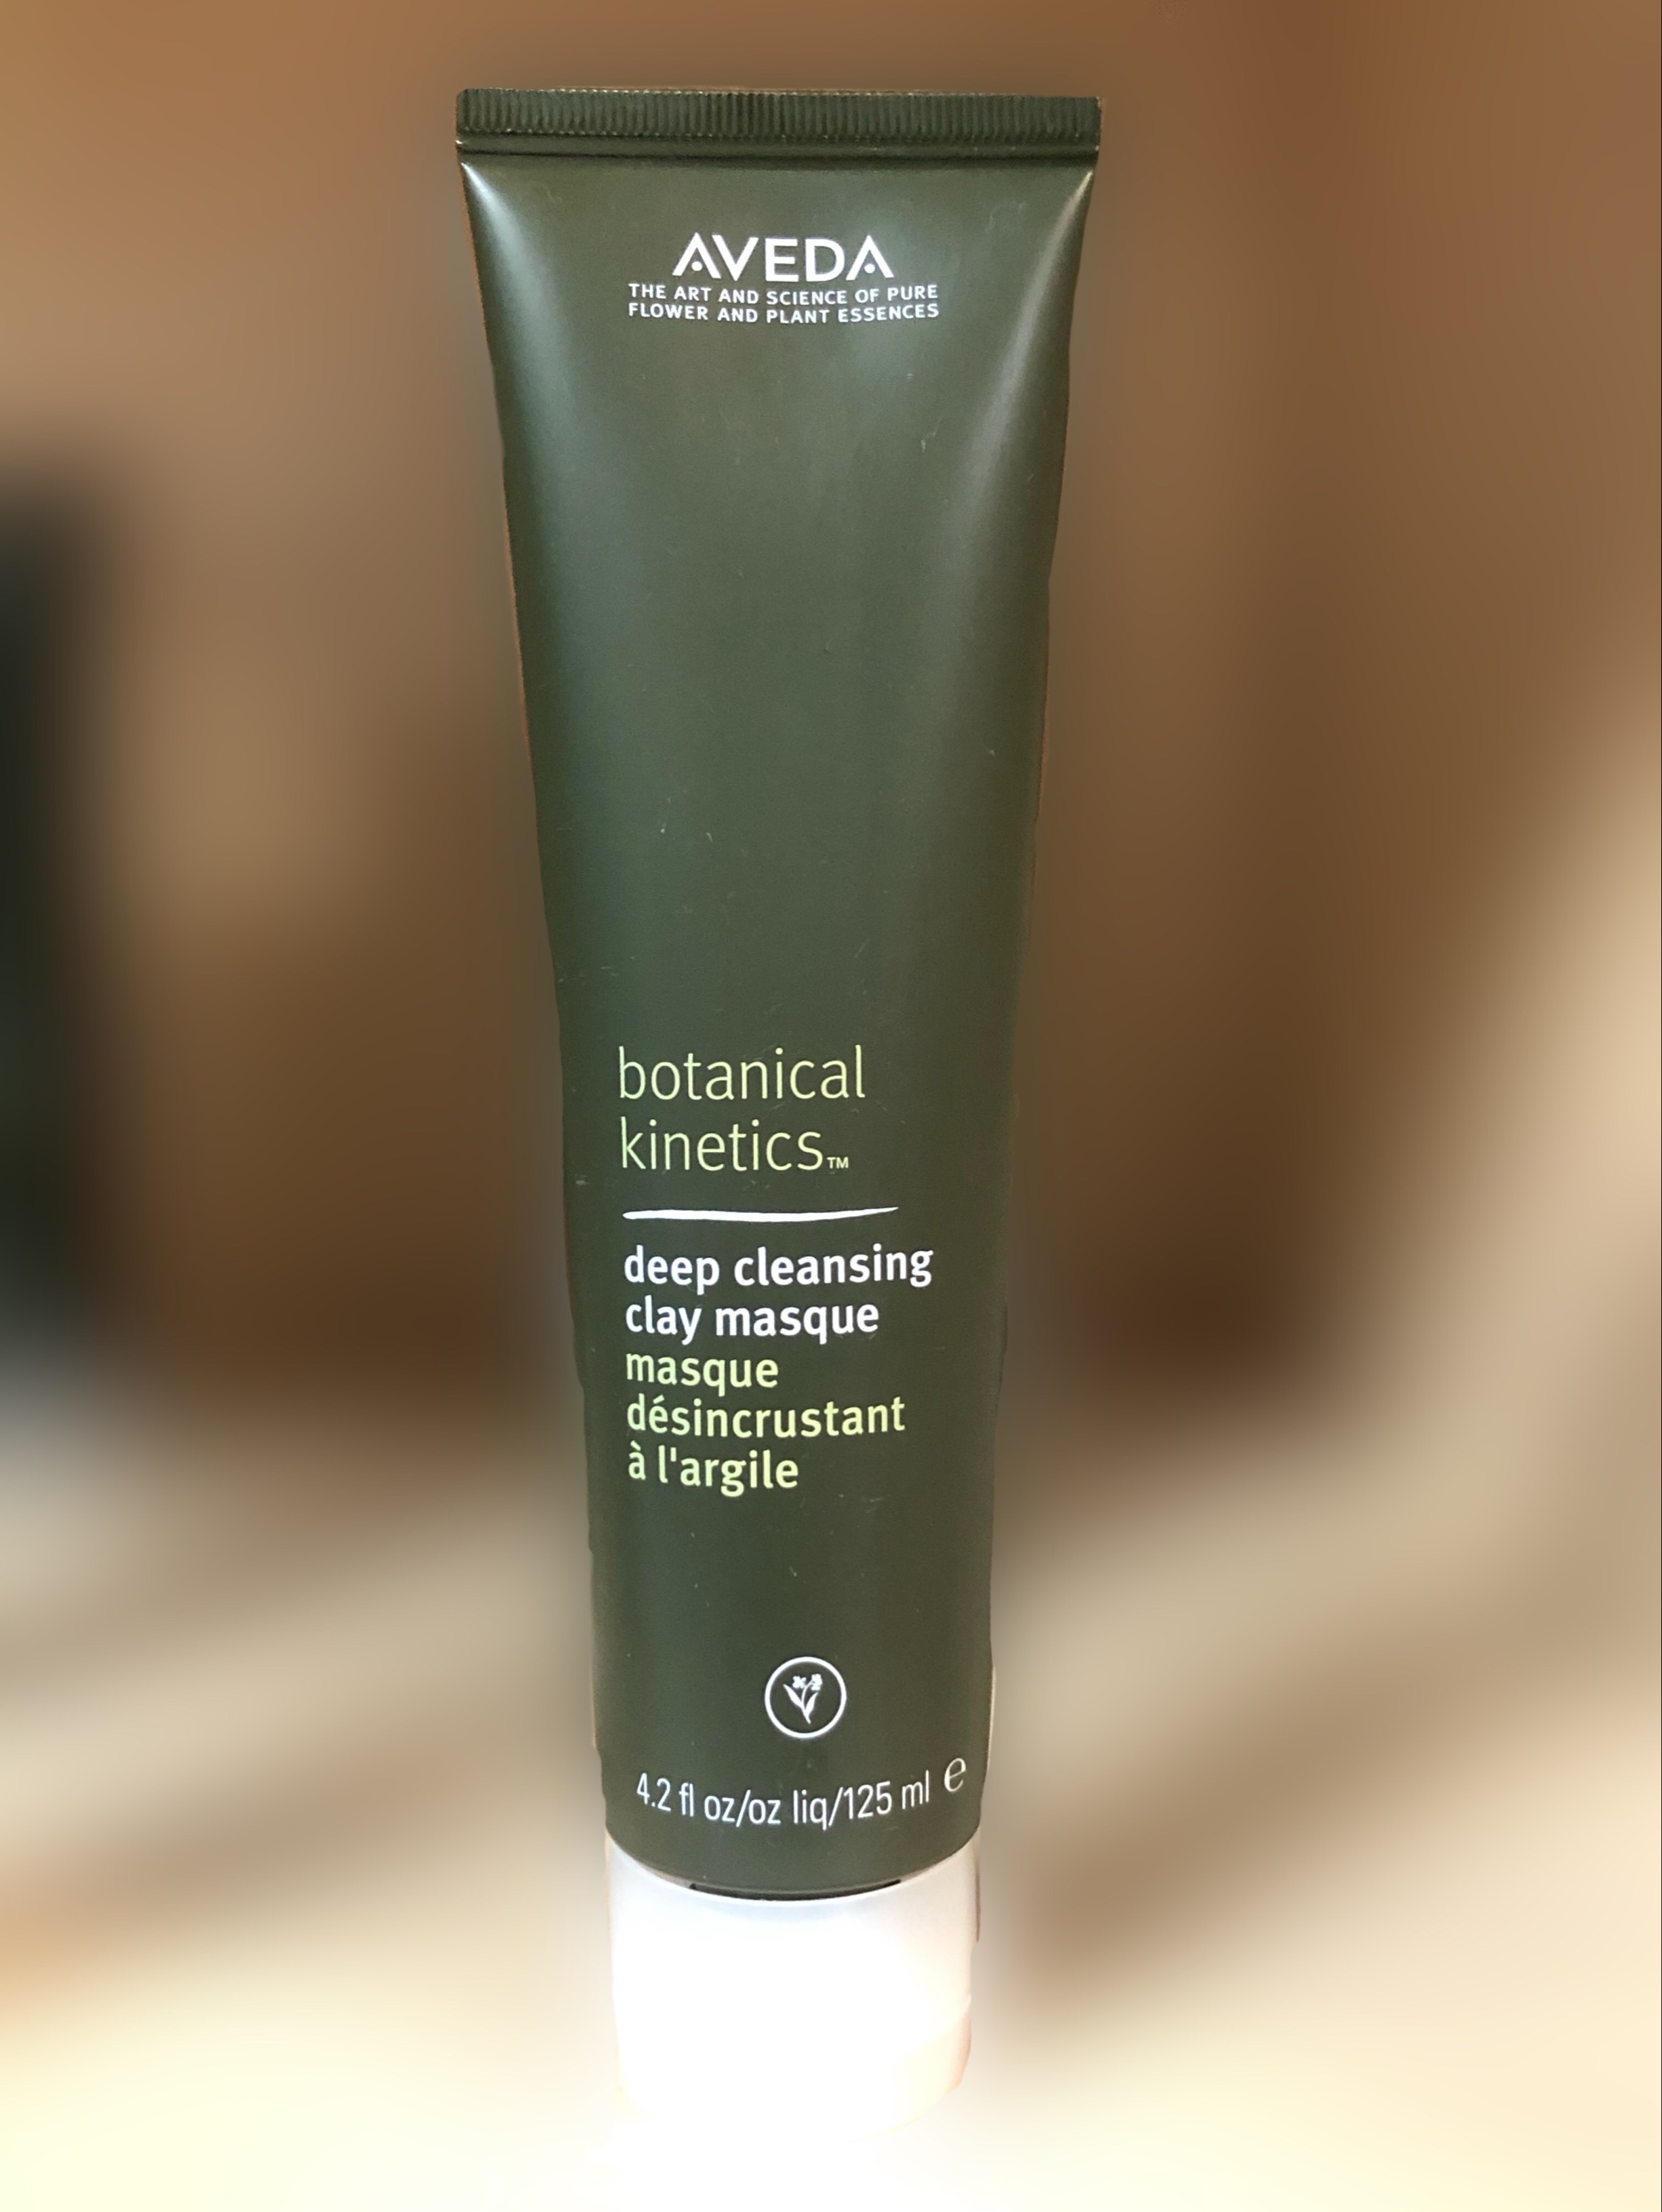 AVEDA
THE ART AND SCIENCE OF PURE
FLOWER AND PLANT ESSENCES
botanical
kinetics™
deep cleansing
clay masque
masque
désincrustant
à l'argile
4.2 fl oz/oz liq/125 ml ℮